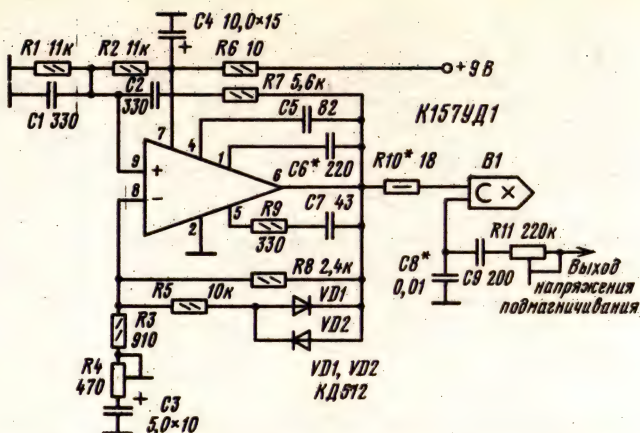 C4 10,0×15
R1 11к R2 11к
+
R6 10
+9 В
C2
330
R7 5,6к
C1 330
C5 82
К157УД1
7
4
1
C6* 220
R10* 18
B1
9
+
8
−
6
5
2
R9
330
C7 43
R11 220к
C8*
0,01
C9 200
Выход
напряжения
подмагничивания
R8 2,4к
R5 10к
VD1
VD2
R3
910
R4
470
+
C3
5,0×10
VD1, VD2
КД512